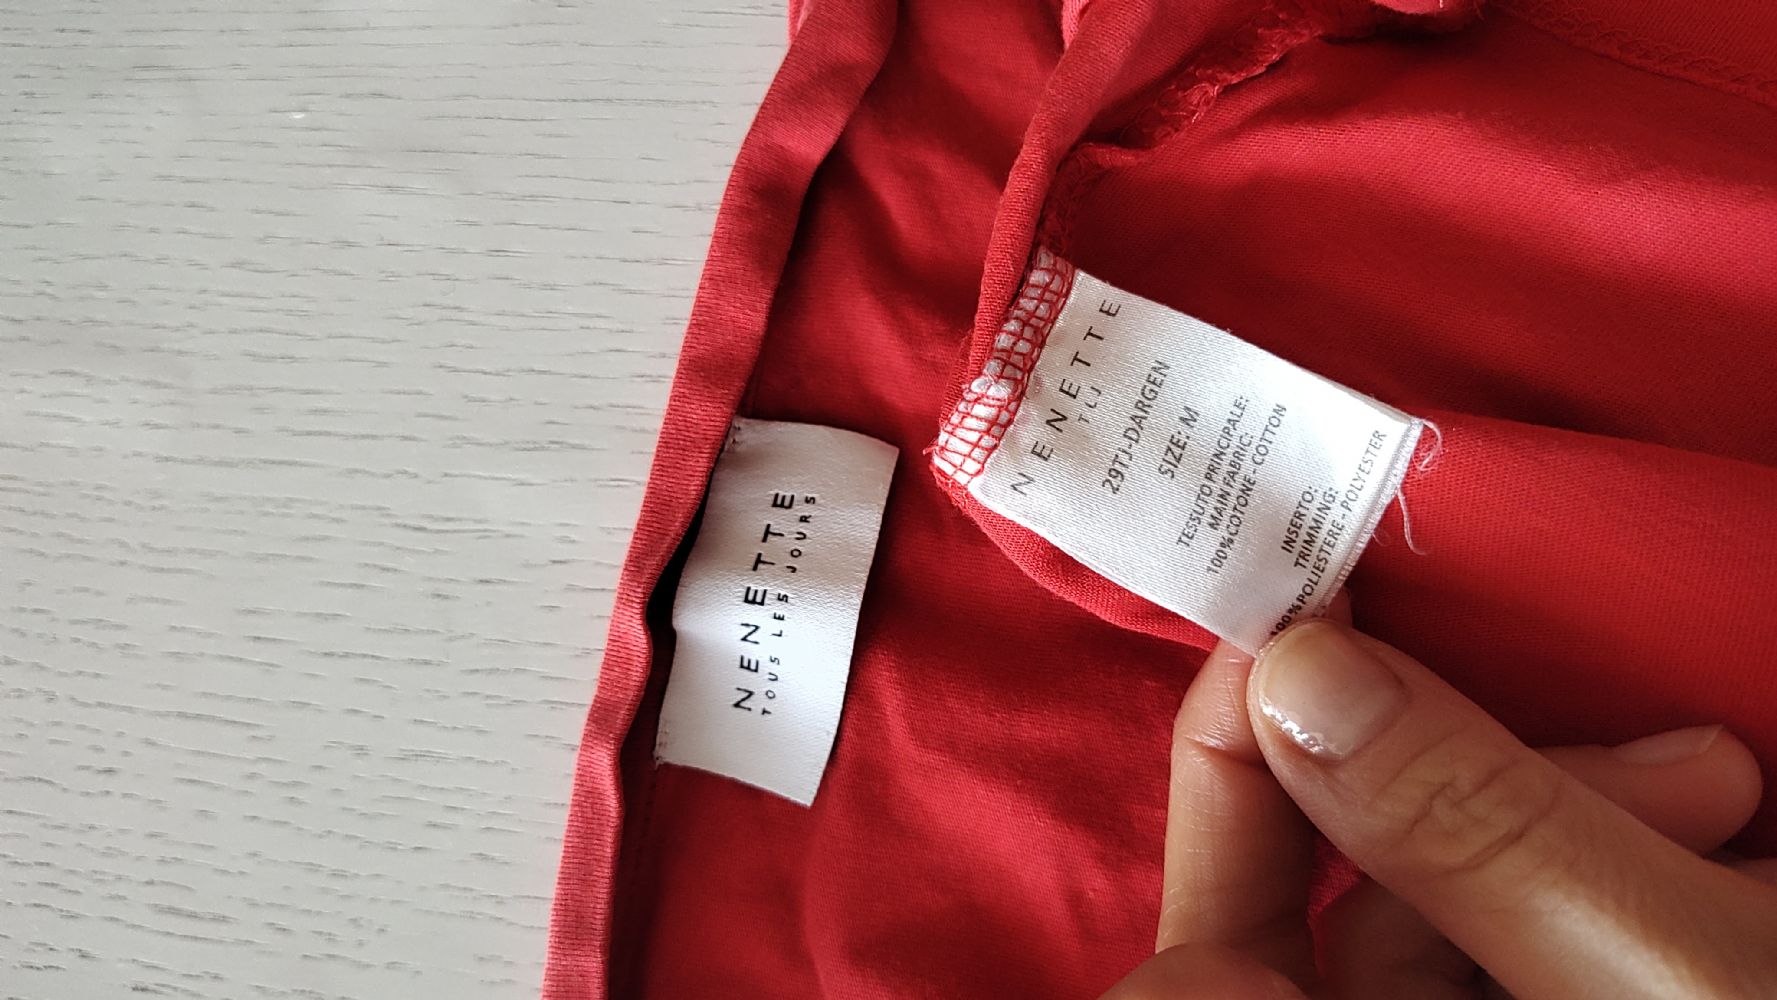 NENETTE
TOUS LES JOURS
NENETTE
TLJ
29TJ-DARGEN
SIZE: M
TESSUTO PRINCIPALE:
MAIN FABRIC:
100%COTONE-COTTON
INSERTO:
TRIMMING:
100%POLIESTERE-POLYESTER